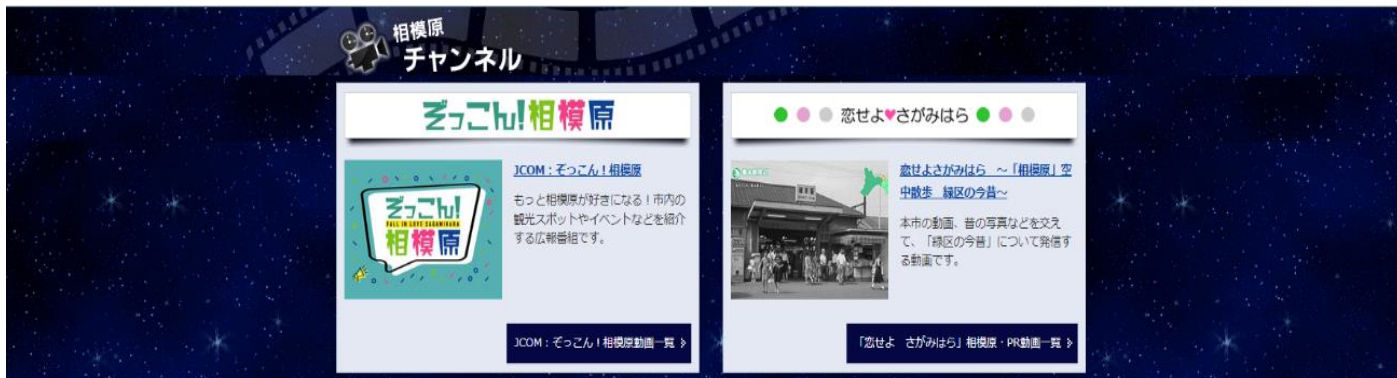 相模原
チャンネル
ぞっこん!相模原
JCOM:ぞっこん!相模原
もっと相模原が好きになる!市内の
観光スポットやイベントなどを紹介
する広報番組です。
ぞっこん!
FALL IN LOVE SAGAMIHARA
相模原
JCOM:ぞっこん!相模原動画一覧
恋せよ♥さがみはら
恋せよさがみはら ～「相模原」空
中散歩 緑区の今昔～
本市の動画、昔の写真などを交え
て、「緑区の今昔」について発信す
る動画です。
「恋せよ さがみはら」相模原・PR動画一覧